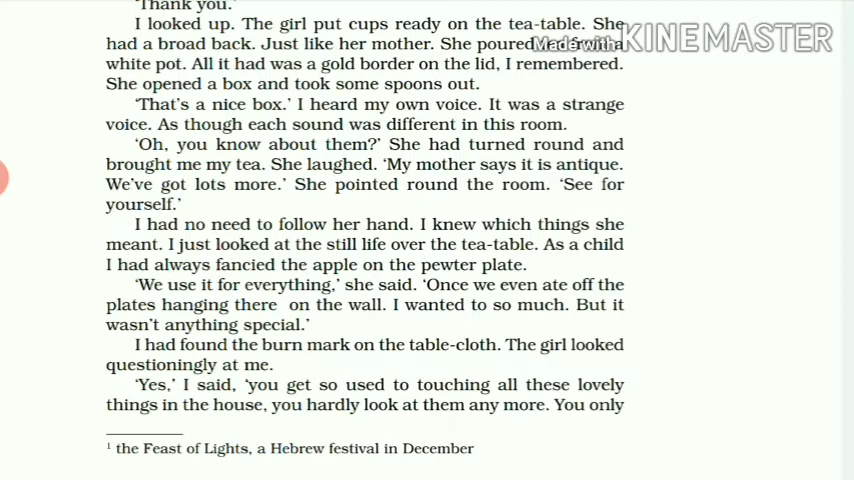 'Thank you.'
I looked up. The girl put cups ready on the tea-table. She
had a broad back. Just like her mother. She poured
Made with KINEMASTER
white pot. All it had was a gold border on the lid, I remembered.
She opened a box and took some spoons out.
'That's a nice box.' I heard my own voice. It was a strange
voice. As though each sound was different in this room.
'Oh, you know about them?' She had turned round and
brought me my tea. She laughed. 'My mother says it is antique.
We've got lots more.' She pointed round the room. 'See for
yourself.'
I had no need to follow her hand. I knew which things she
meant. I just looked at the still life over the tea-table. As a child
I had always fancied the apple on the pewter plate.
'We use it for everything,' she said. 'Once we even ate off the
plates hanging there on the wall. I wanted to so much. But it
wasn't anything special.'
I had found the burn mark on the table-cloth. The girl looked
questioningly at me.
'Yes,' I said, 'you get so used to touching all these lovely
things in the house, you hardly look at them any more. You only
1 the Feast of Lights, a Hebrew festival in December